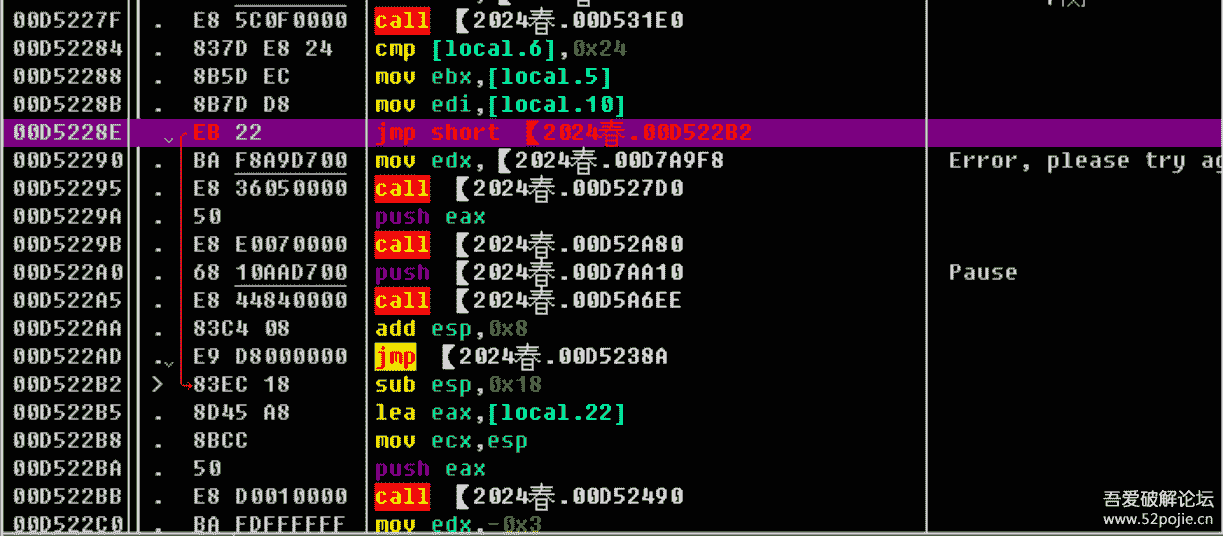 00D5227F . E8 5C0F0000 call 【2024春.00D531E0
00D52284 . 837D E8 24 cmp [local.6],0x24
00D52288 . 8B5D EC mov ebx,[local.5]
00D5228B . 8B7D D8 mov edi,[local.10]
00D5228E EB 22 jmp short 【2024春.00D522B2
00D52290 . BA F8A9D700 mov edx,【2024春.00D7A9F8 Error, please try ag
00D52295 . E8 36050000 call 【2024春.00D527D0
00D5229A . 50 push eax
00D5229B . E8 E0070000 call 【2024春.00D52A80
00D522A0 . 68 10AAD700 push 【2024春.00D7AA10 Pause
00D522A5 . E8 44840000 call 【2024春.00D5A6EE
00D522AA . 83C4 08 add esp,0x8
00D522AD . E9 D8000000 jmp 【2024春.00D5238A
00D522B2 > 83EC 18 sub esp,0x18
00D522B5 . 8D45 A8 lea eax,[local.22]
00D522B8 . 8BCC mov ecx,esp
00D522BA . 50 push eax
00D522BB . E8 D0010000 call 【2024春.00D52490
00D522C0 . BA FDFFFFFF mov edx,-0x3
吾爱破解论坛
www.52pojie.cn